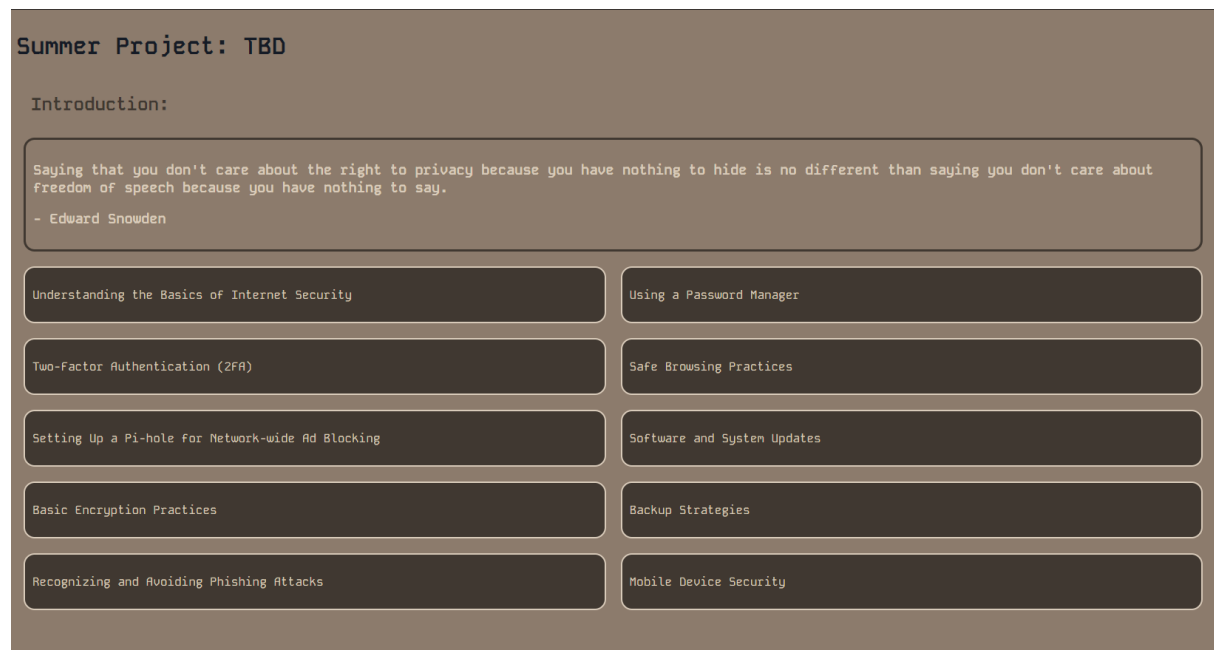 Summer Project: TBD
Introduction:
Saying that you don't care about the right to privacy because you have nothing to hide is no different than saying you don't care about
freedom of speech because you have nothing to say.
- Edward Snowden
Understanding the Basics of Internet Security
Using a Password Manager
Two-Factor Authentication (2FA)
Safe Browsing Practices
Setting Up a Pi-hole for Network-wide Ad Blocking
Software and System Updates
Basic Encryption Practices
Backup Strategies
Recognizing and Avoiding Phishing Attacks
Mobile Device Security